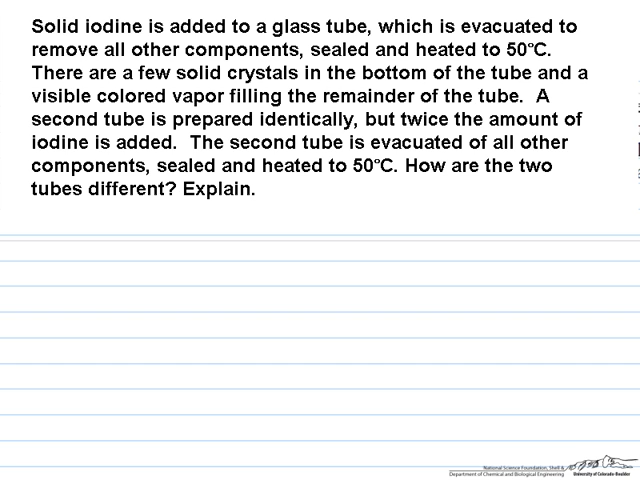 Solid iodine is added to a glass tube, which is evacuated to
remove all other components, sealed and heated to 50°C.
There are a few solid crystals in the bottom of the tube and a
visible colored vapor filling the remainder of the tube.  A
second tube is prepared identically, but twice the amount of
iodine is added.  The second tube is evacuated of all other
components, sealed and heated to 50°C. How are the two
tubes different? Explain.
National Science Foundation, Shell &
Department of Chemical and Biological Engineering University of Colorado Boulder